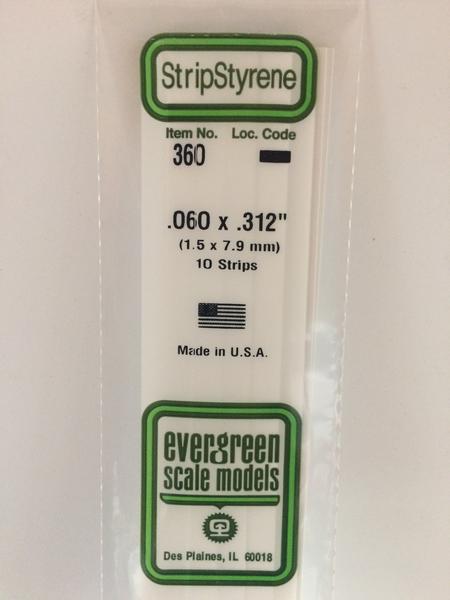 StripStyrene
Item No. Loc. Code
360
.060 x .312"
(1.5 x 7.9 mm)
10 Strips
Made in U.S.A.
evergreen
scale models
Des Plaines, IL 60018